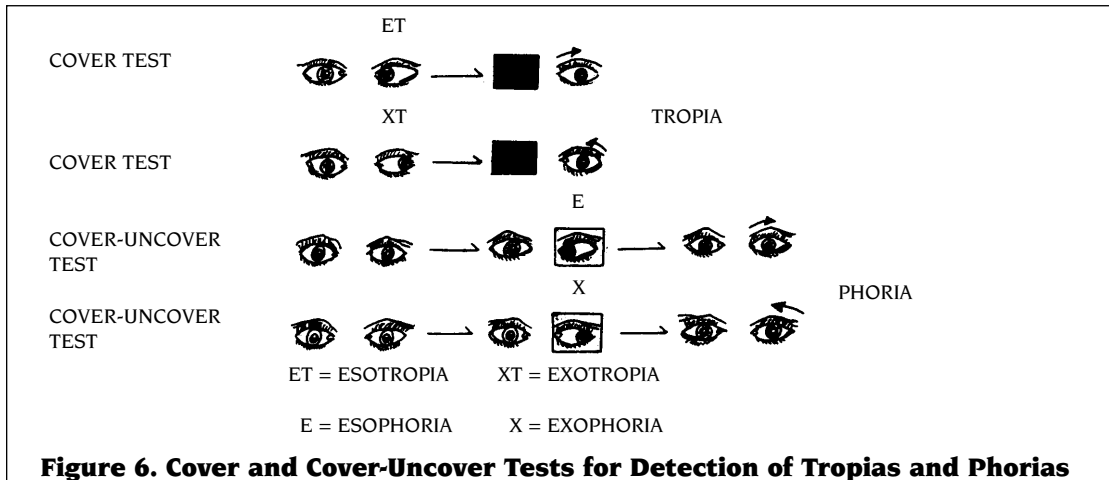 ET
COVER TEST
XT TROPIA
COVER TEST
E
COVER-UNCOVER
TEST
X
PHORIA
COVER-UNCOVER
TEST
ET = ESOTROPIA XT = EXOTROPIA
E = ESOPHORIA X = EXOPHORIA
Figure 6. Cover and Cover-Uncover Tests for Detection of Tropias and Phorias